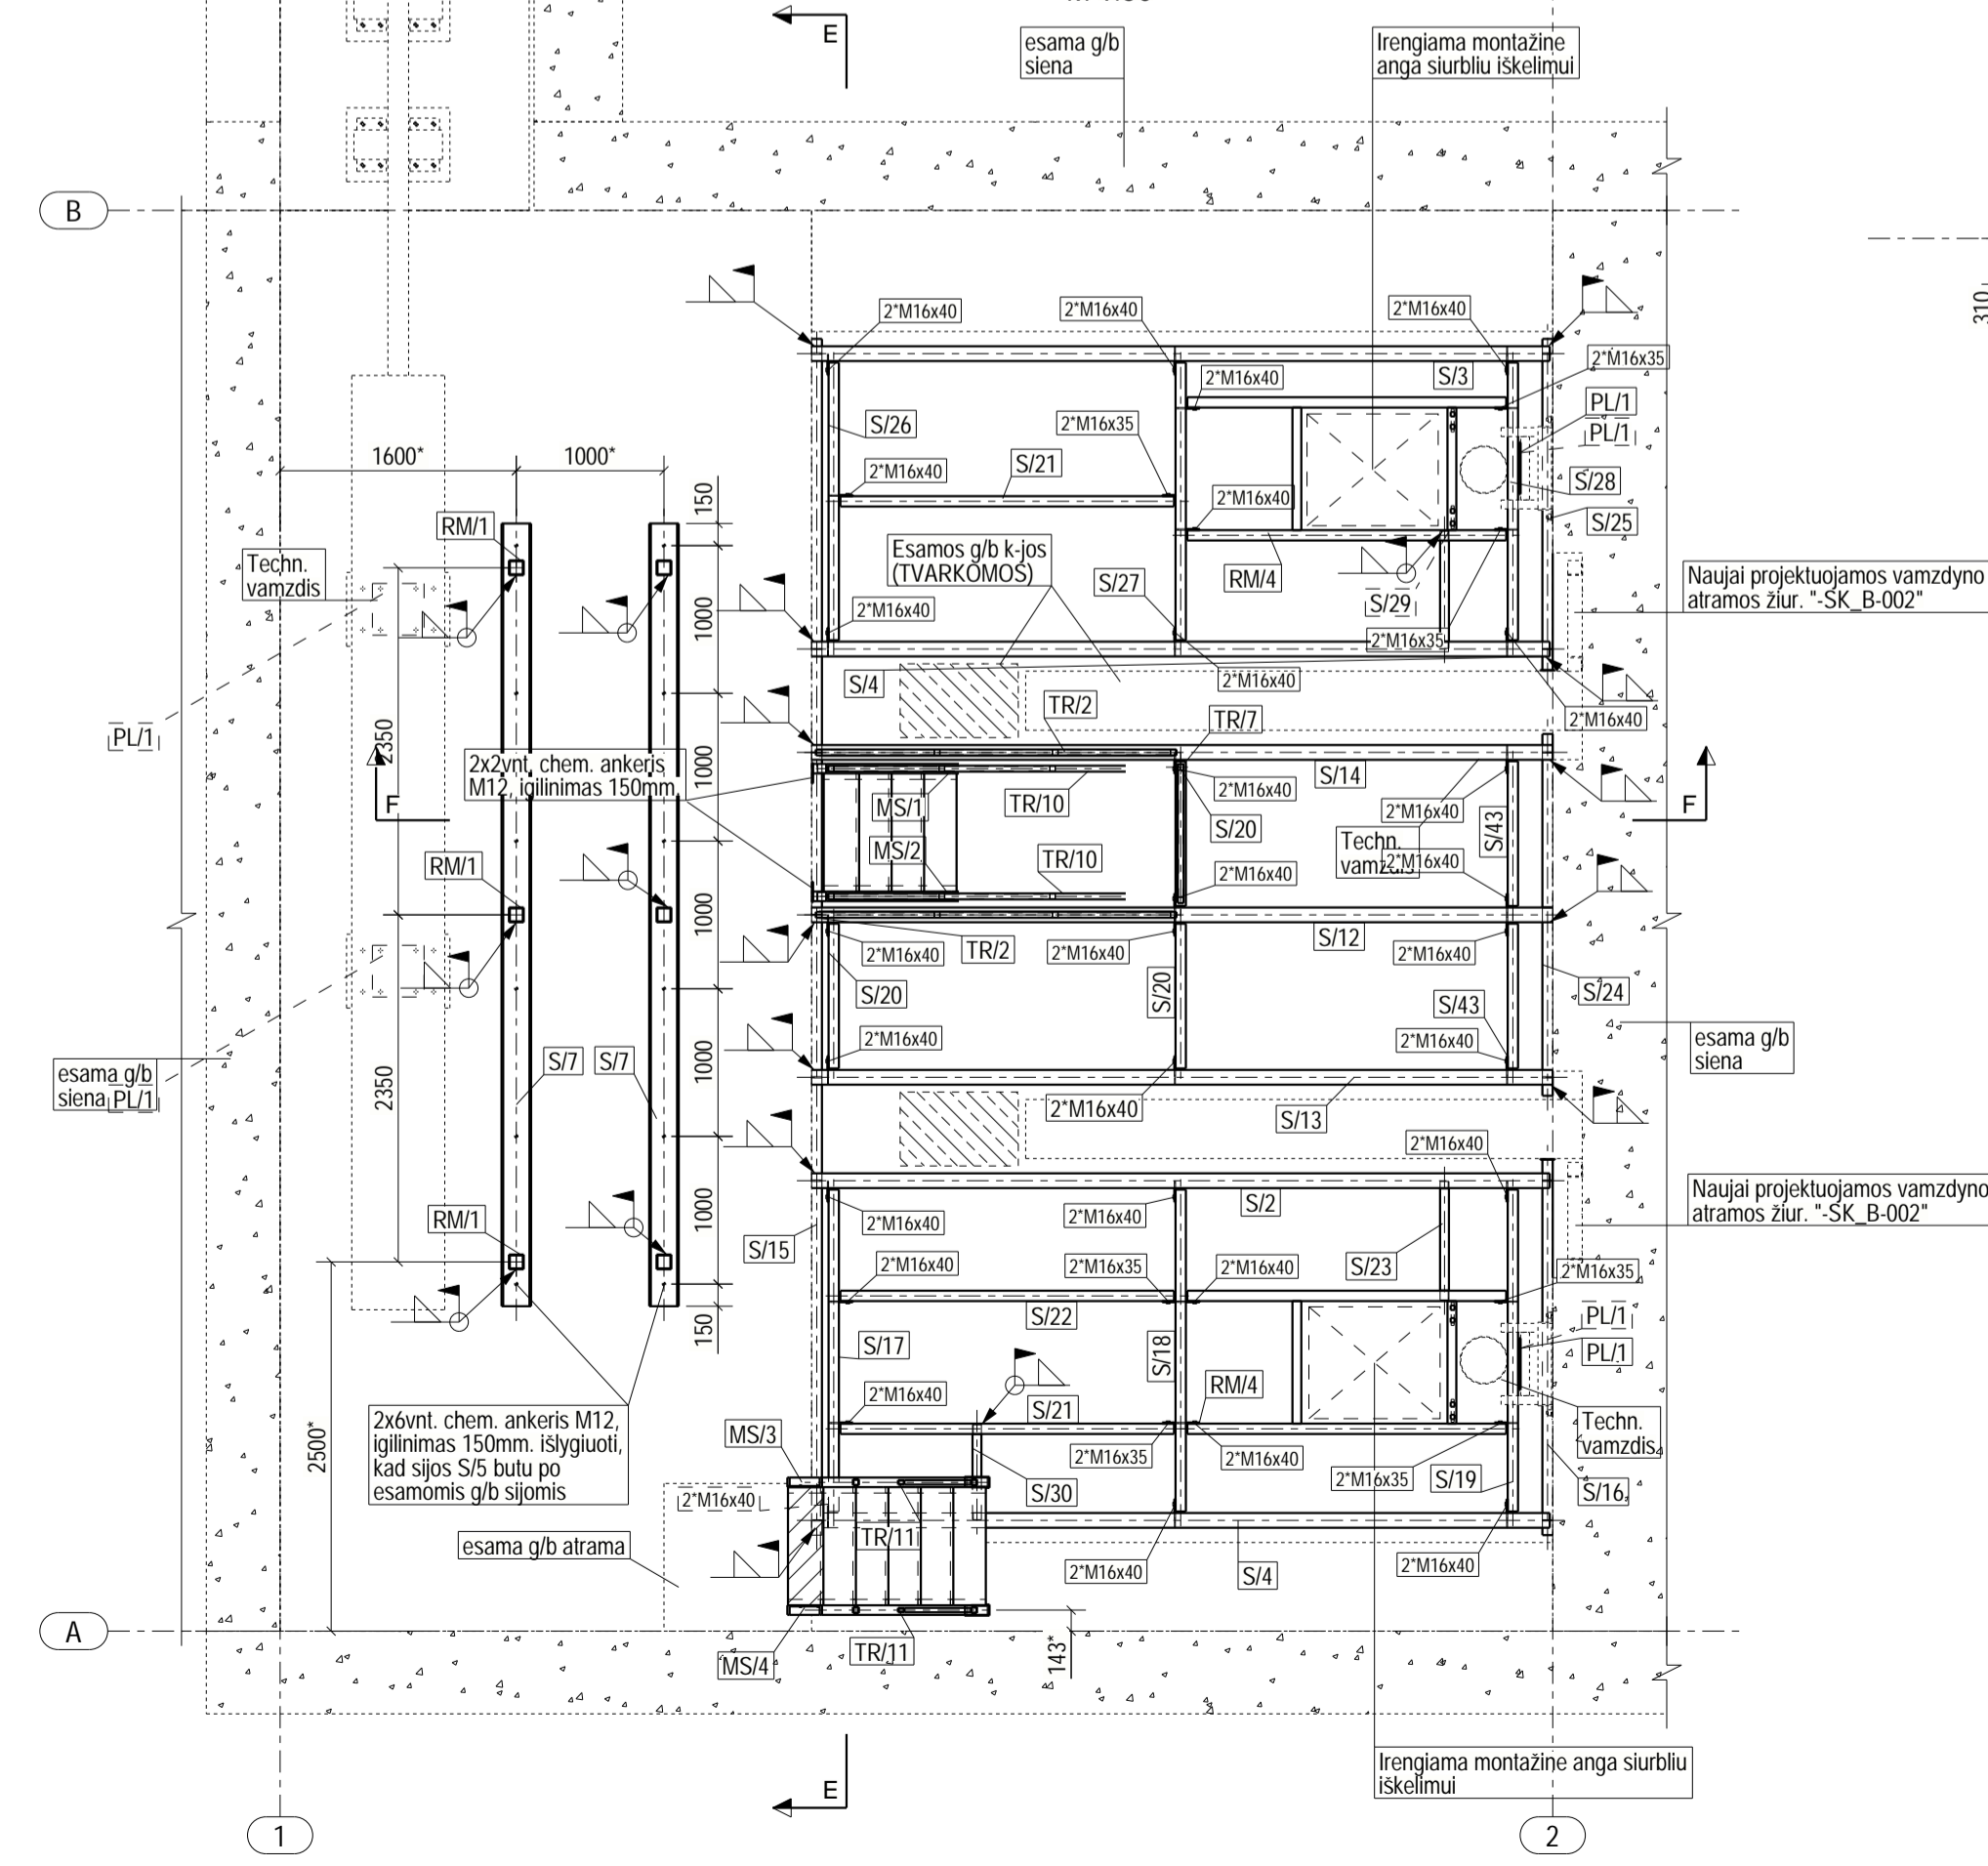 E
esama g/b
siena
Irengiama montažine
anga siurbliu iškelimui
B
310
2*M16x40
2*M16x40
2*M16x40
2*M16x35
2*M16x40
S/3
PL/1
PL/1
S/26
2*M16x35
1600*
1000*
S/21
2*M16x40
S/28
150
2*M16x40
RM/1
S/25
Techn.
vamzdis
Esamos g/b k-jos
(TVARKOMOS)
S/27
RM/4
Naujai projektuojamos vamzdyno
atramos žiur. "-SK_B-002"
S/29
2*M16x40
1000
2*M16x35
S/4
2*M16x40
TR/2
TR/7
2*M16x40
PL/1
2350
2x2vnt. chem. ankeris
M12, igilinimas 150mm.
1000
S/14
2*M16x40
F
MS/1
TR/10
2*M16x40
F
S/20
S/43
MS/2
Techn.
vamzdis
TR/10
2*M16x40
RM/1
2*M16x40
1000
S/12
2*M16x40
TR/2
2*M16x40
2*M16x40
S/20
S/20
S/24
S/43
2*M16x40
2*M16x40
esama g/b
siena
S/7
S/7
1000
esama g/b
siena
PL/1
2350
2*M16x40
S/13
2*M16x40
Naujai projektuojamos vamzdyno
atramos žiur. "-SK_B-002"
RM/1
1000
2*M16x40
2*M16x40
S/2
S/15
2*M16x40
2*M16x35
2*M16x40
S/23
2*M16x35
S/22
PL/1
150
S/17
S/18
PL/1
RM/4
2*M16x40
S/21
2500*
2x6vnt. chem. ankeris M12,
igilinimas 150mm. išlygiuoti,
kad sijos S/5 butu po
esamomis g/b sijomis
MS/3
Techn.
vamzdis
2*M16x35
2*M16x40
2*M16x35
S/19
2*M16x40
S/30
S/16
esama g/b atrama
TR/11
2*M16x40
S/4
2*M16x40
A
143*
MS/4
TR/11
Irengiama montažine anga siurbliu
iškelimui
E
1
2